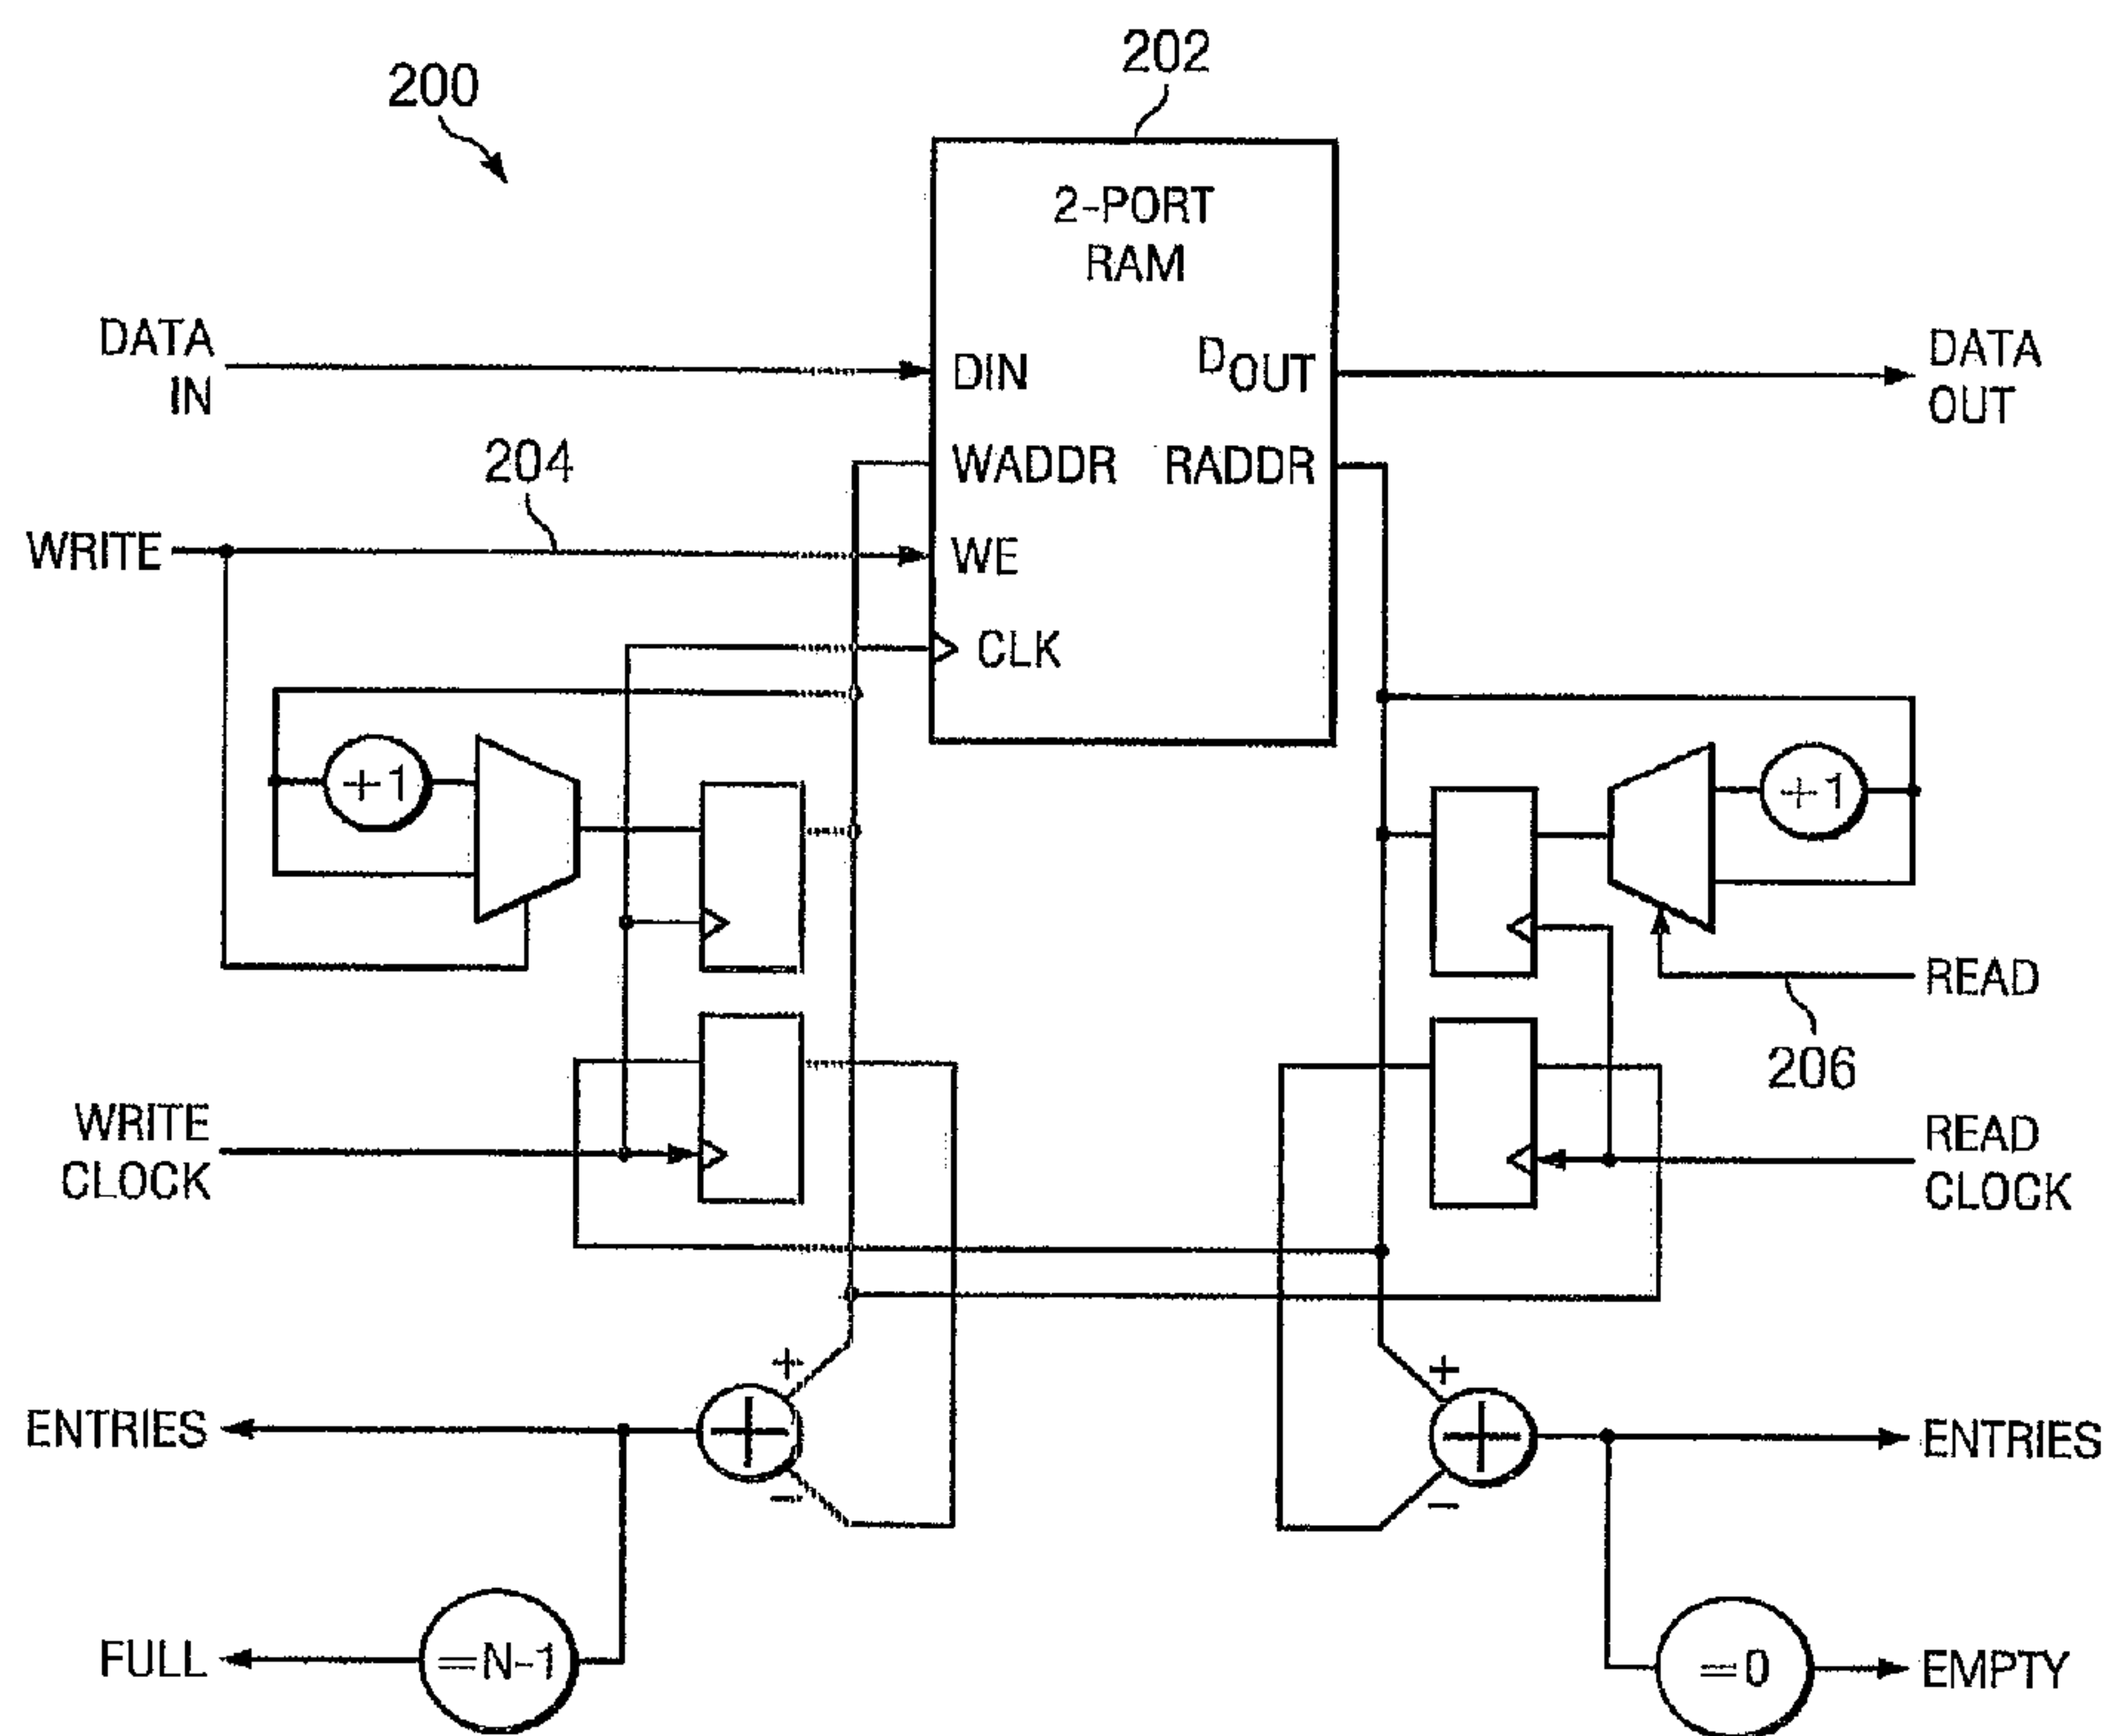 200
202
2-PORT
RAM
DATA
IN
DIN
DOUT
DATA
OUT
204
WADDR
RADDR
WRITE
WE
CLK
+1
+1
READ
206
WRITE
CLOCK
READ
CLOCK
+
+
ENTRIES
ENTRIES
−
−
FULL
=N-1
=0
EMPTY